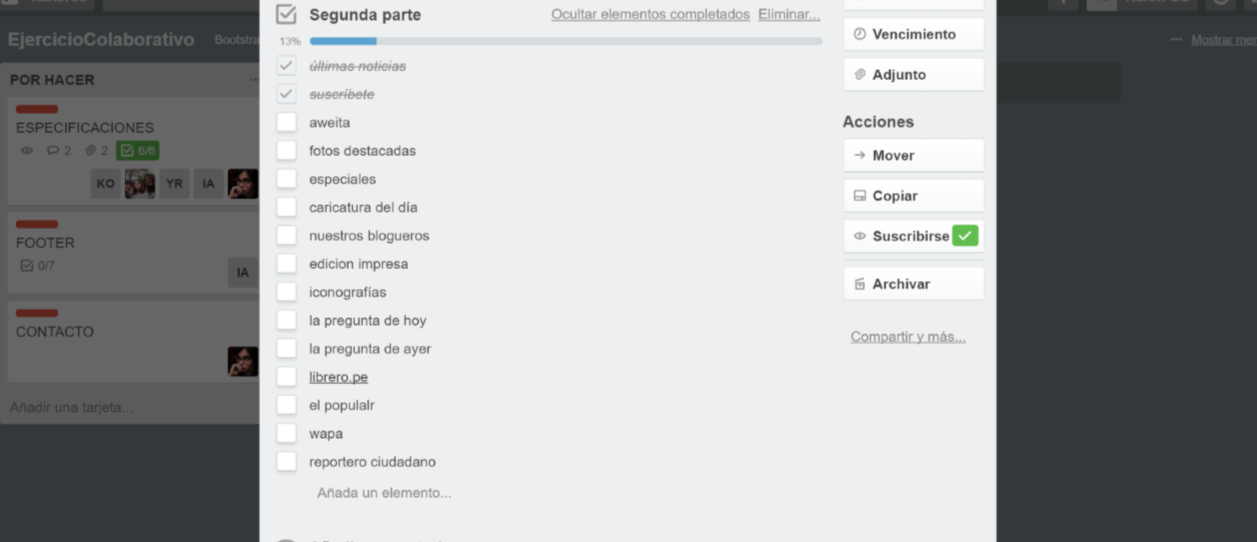 Segunda parte
Ocultar elementos completados Eliminar...
13%
últimas noticias
suscríbete
aweita
fotos destacadas
especiales
caricatura del día
nuestros blogueros
edicion impresa
iconografías
la pregunta de hoy
la pregunta de ayer
librero.pe
el populalr
wapa
reportero ciudadano
Añada un elemento...
Vencimiento
Adjunto
Acciones
Mover
Copiar
Suscribirse
Archivar
Compartir y más...
EjercicioColaborativo
Bootstra
... Mostrar men
POR HACER
ESPECIFICACIONES
2 2 6/6
KO YR IA
FOOTER
0/7
IA
CONTACTO
Añadir una tarjeta...